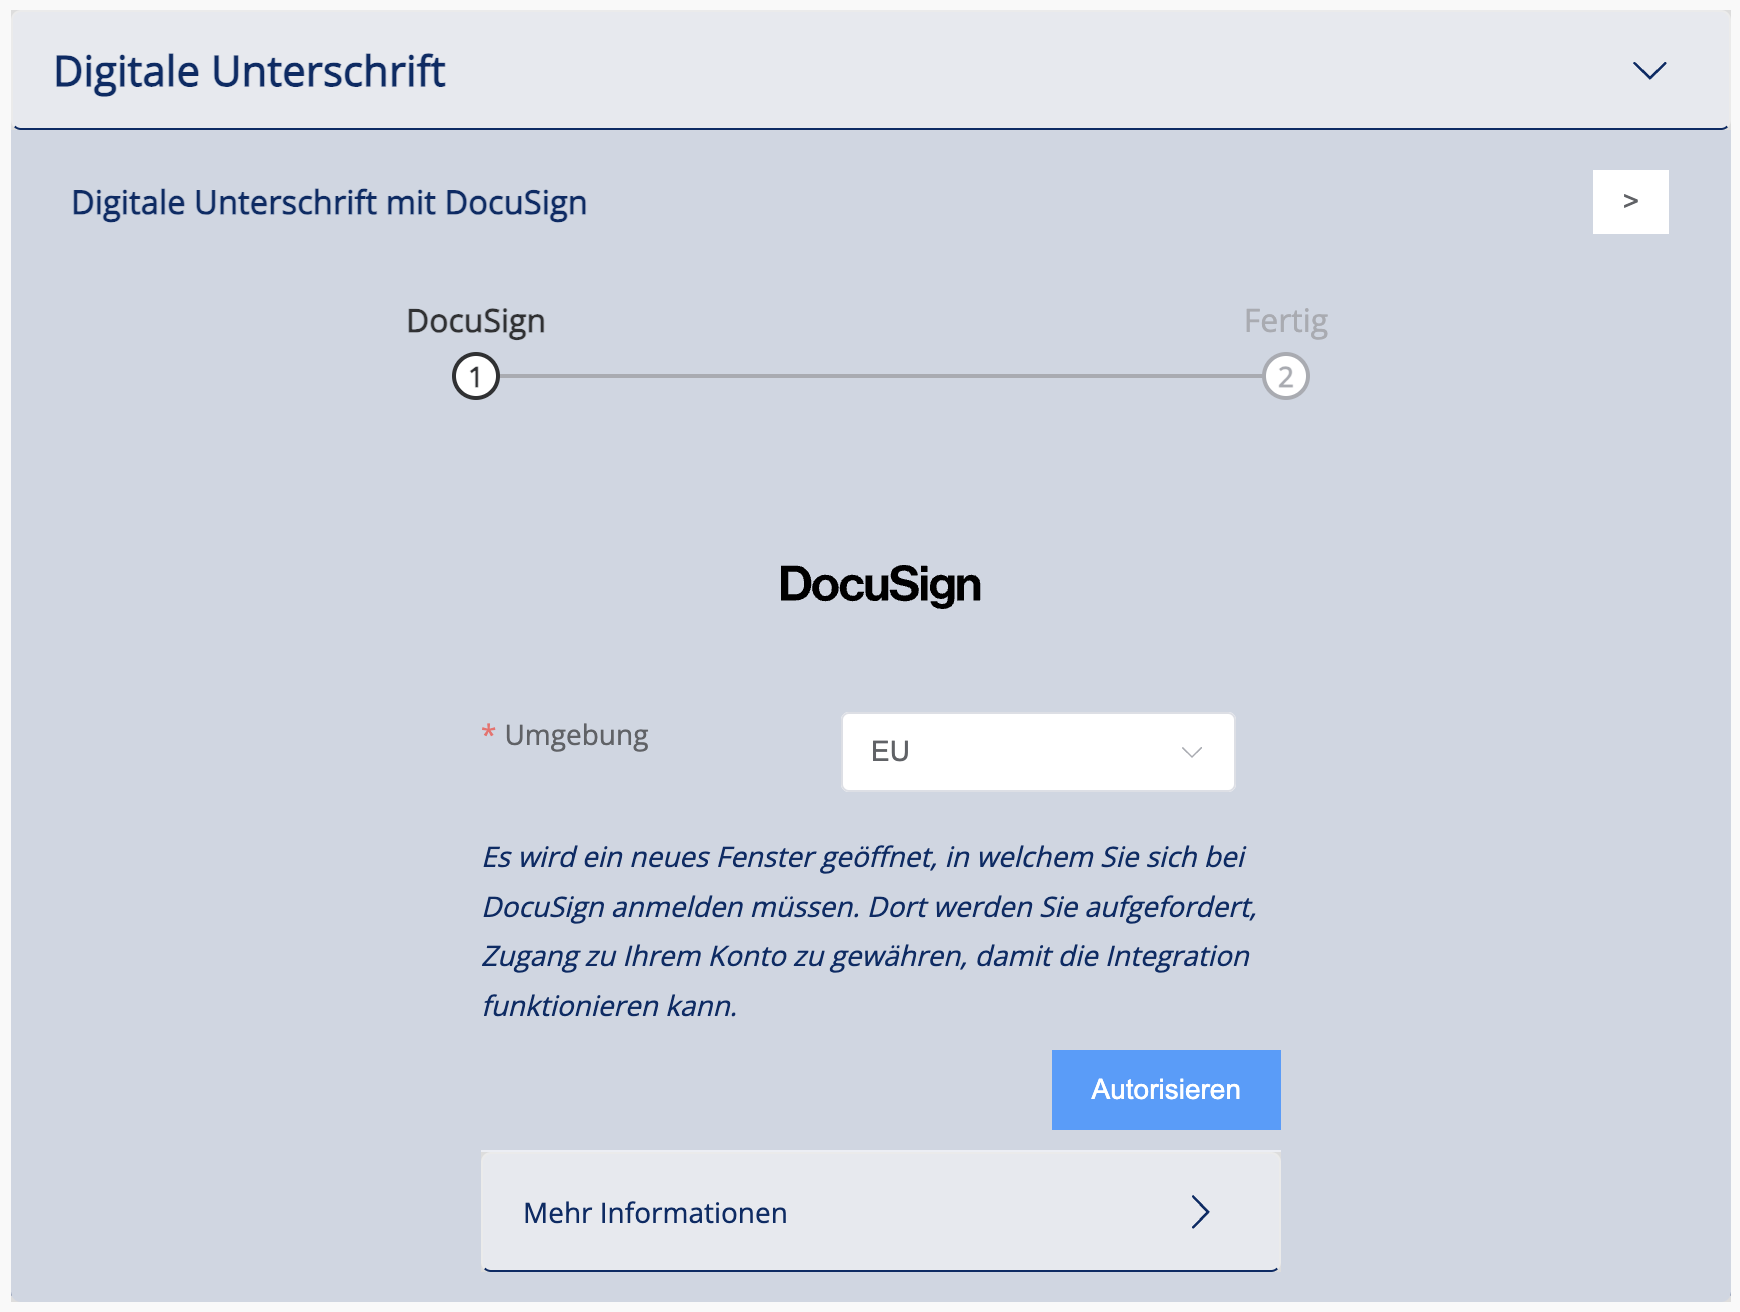 Digitale Unterschrift
Digitale Unterschrift mit DocuSign
>
DocuSign
Fertig
1
2
DocuSign
* Umgebung
EU
Es wird ein neues Fenster geöffnet, in welchem Sie sich bei
DocuSign anmelden müssen. Dort werden Sie aufgefordert,
Zugang zu Ihrem Konto zu gewähren, damit die Integration
funktionieren kann.
Autorisieren
Mehr Informationen